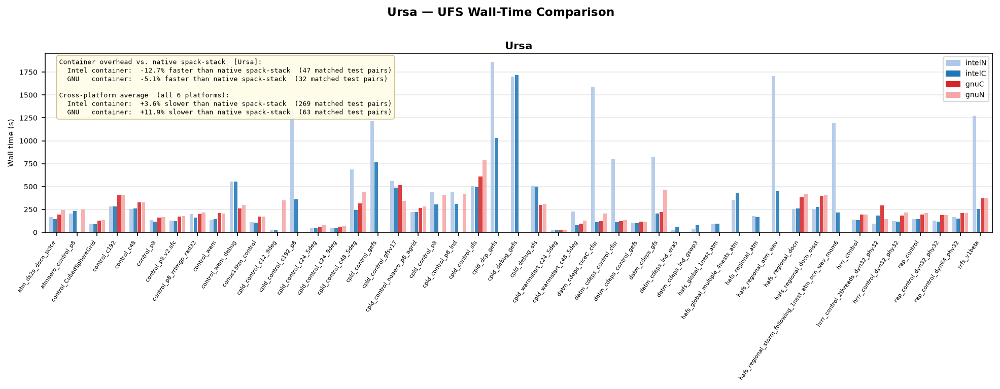 Ursa — UFS Wall-Time Comparison
Ursa
Container overhead vs. native spack-stack  [Ursa]:
  Intel container:  -12.7% faster than native spack-stack  (47 matched test pairs)
  GNU   container:  -5.1% faster than native spack-stack  (32 matched test pairs)
Cross-platform average  (all 6 platforms):
  Intel container:  +3.6% slower than native spack-stack  (269 matched test pairs)
  GNU   container:  +11.9% slower than native spack-stack  (63 matched test pairs)
intelN
intelC
gnuC
gnuN
Wall time (s)
1750
1500
1250
1000
750
500
250
0
atm_ds2s_docn_pcice
atmaero_control_p8
control_CubedSphereGrid
control_c192
control_c48
control_p8
control_p8.v2.sfc
control_p8_rrtmgp_rad32
control_wam
control_wam_debug
conus13km_control
cpld_control_c12_9deg
cpld_control_c192_p8
cpld_control_c24_5deg
cpld_control_c24_9deg
cpld_control_c48_5deg
cpld_control_gefs
cpld_control_gfsv17
cpld_control_noaero_p8_agrid
cpld_control_p8
cpld_control_p8_lnd
cpld_control_sfs
cpld_dcp_gefs
cpld_debug_gefs
cpld_debug_sfs
cpld_warmstart_c24_5deg
cpld_warmstart_c48_5deg
datm_cdeps_ciceC_cfsr
datm_cdeps_control_cfsr
datm_cdeps_control_gefs
datm_cdeps_gfs
datm_cdeps_lnd_era5
datm_cdeps_lnd_gswp3
hafs_global_1nest_atm
hafs_global_multiple_4nests_atm
hafs_regional_atm
hafs_regional_atm_wav
hafs_regional_docn
hafs_regional_docn_oisst
hafs_regional_storm_following_1nest_atm_ocn_wav_mom6
hrrr_control
hrrr_control_2threads_dyn32_phy32
hrrr_control_dyn32_phy32
rap_control
rap_control_dyn32_phy32
rap_control_dyn64_phy32
rrfs_v1beta